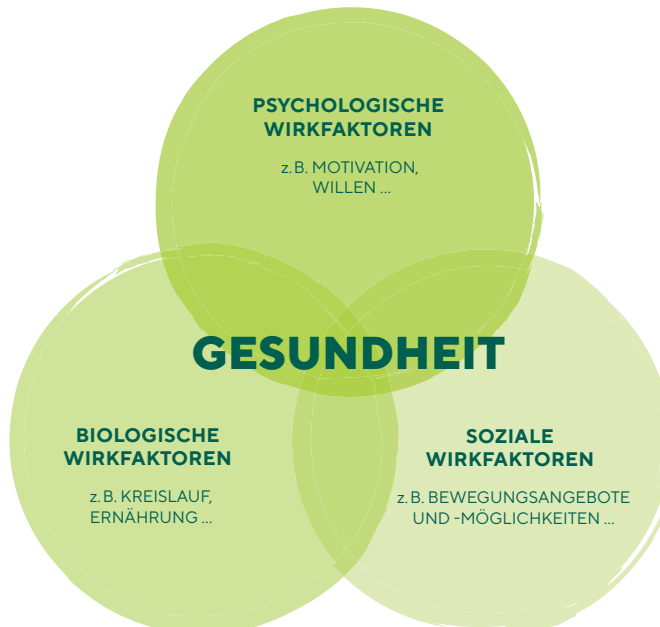 PSYCHOLOGISCHE
WIRKFAKTOREN
z. B. MOTIVATION,
WILLEN ...
GESUNDHEIT
BIOLOGISCHE
WIRKFAKTOREN
z. B. KREISLAUF,
ERNÄHRUNG ...
SOZIALE
WIRKFAKTOREN
z. B. BEWEGUNGSANGEBOTE
UND -MÖGLICHKEITEN ...